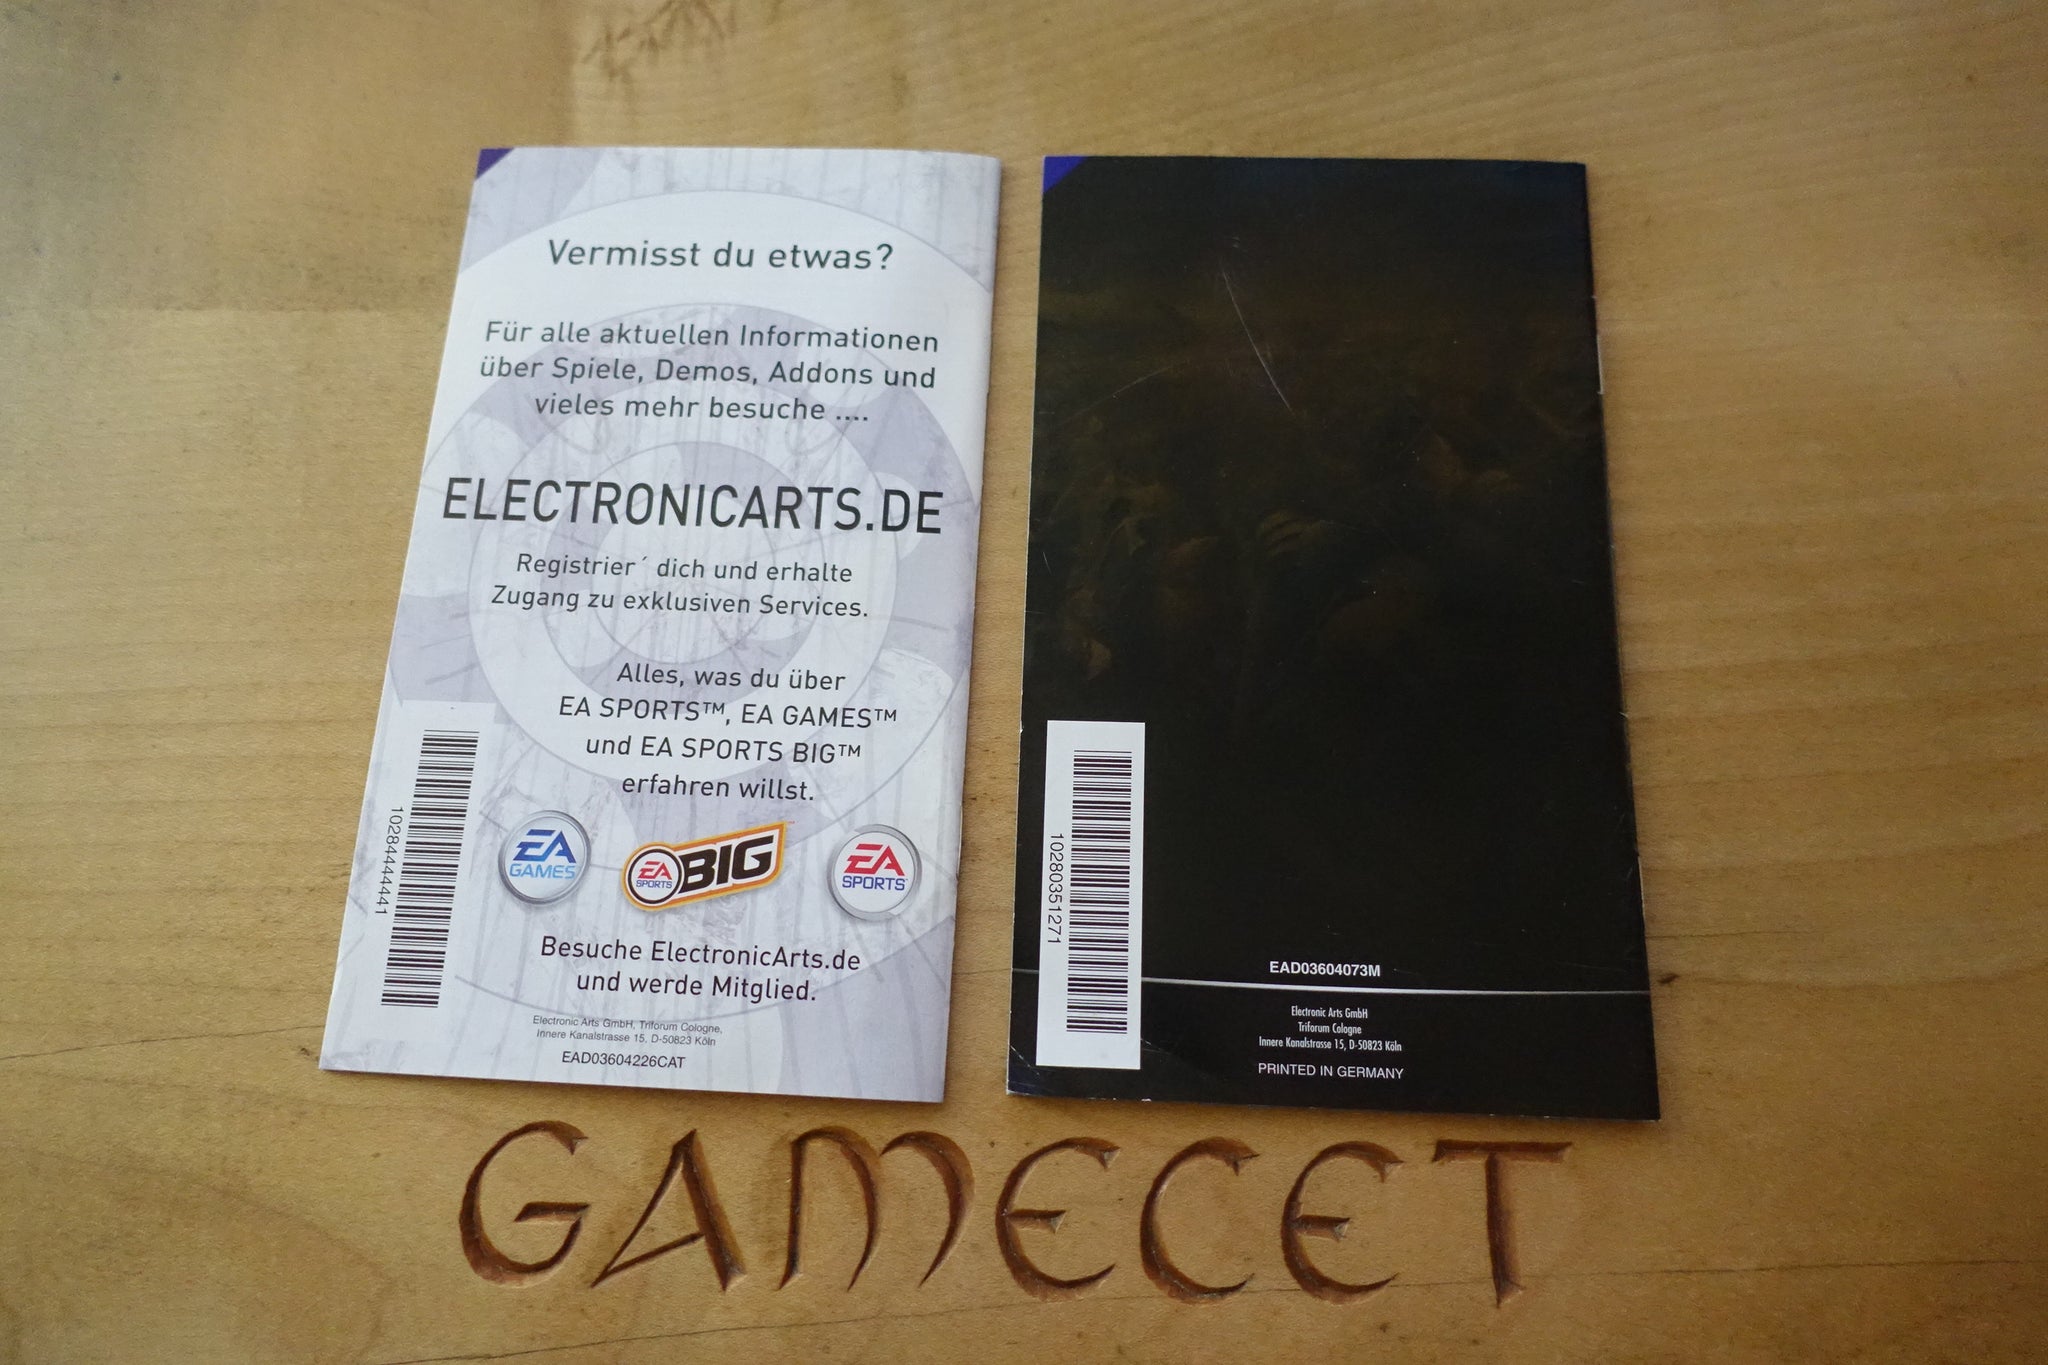 Vermisst du etwas?
Für alle aktuellen Informationen
über Spiele, Demos, Addons und
vieles mehr besuche ....
ELECTRONICARTS.DE
Registrier´ dich und erhalte
Zugang zu exklusiven Services.
Alles, was du über
EA SPORTS™, EA GAMES™
und EA SPORTS BIG™
erfahren willst.
1028444441
EA GAMES
EA SPORTS BIG™
EA SPORTS
Besuche ElectronicArts.de
und werde Mitglied.
Electronic Arts GmbH, Triforum Cologne,
Innere Kanalstrasse 15, D-50823 Köln
EAD03604226CAT
10280351271
EAD03604073M
Electronic Arts GmbH
Triforum Cologne
Innere Kanalstrasse 15, D-50823 Köln
PRINTED IN GERMANY
GAMECET